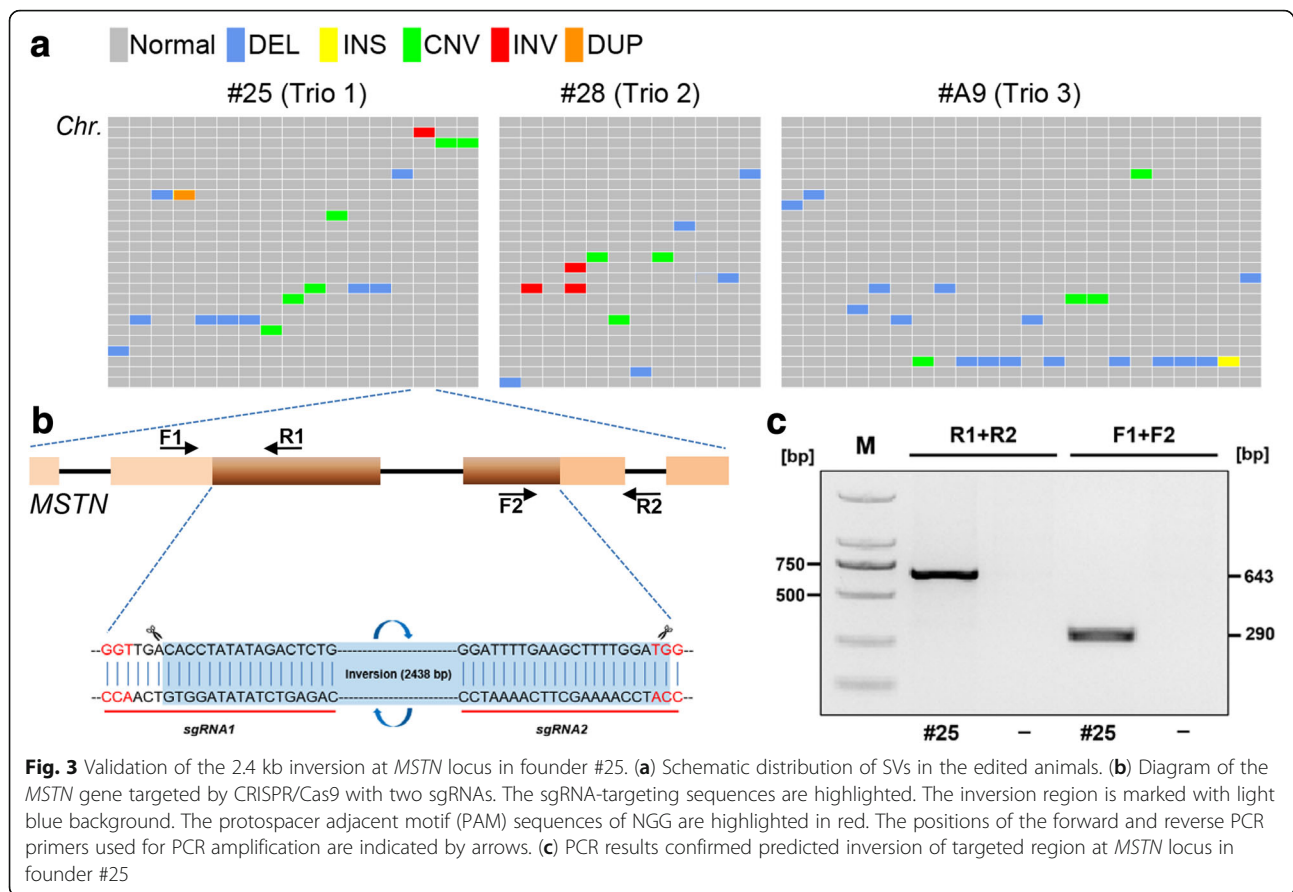 a
Normal DEL INS CNV INV DUP
#25 (Trio 1) #28 (Trio 2) #A9 (Trio 3)
Chr.
b
F1 R1
MSTN
F2 R2
--GGTTGACACCTATATAGACTCTG----------------------GGATTTTGAAGCTTTTGGATGG--
Inversion (2438 bp)
--CCAACTGTGGATATATCTGAGAC----------------------CCTAAAACTTCGAAAACCTACC--
sgRNA1 sgRNA2
c
R1+R2 F1+F2
[bp] M [bp]
750
643
500
290
#25 – #25 –
Fig. 3 Validation of the 2.4 kb inversion at MSTN locus in founder #25. (a) Schematic distribution of SVs in the edited animals. (b) Diagram of the
MSTN gene targeted by CRISPR/Cas9 with two sgRNAs. The sgRNA-targeting sequences are highlighted. The inversion region is marked with light
blue background. The protospacer adjacent motif (PAM) sequences of NGG are highlighted in red. The positions of the forward and reverse PCR
primers used for PCR amplification are indicated by arrows. (c) PCR results confirmed predicted inversion of targeted region at MSTN locus in
founder #25